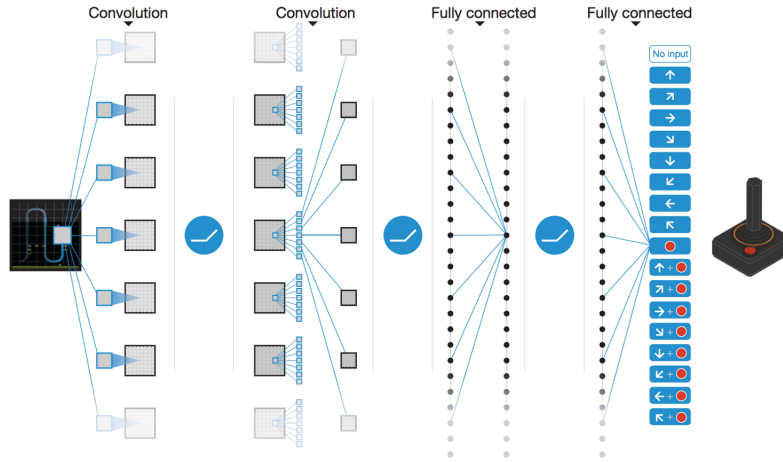 Convolution
Convolution
Fully connected
Fully connected
No input
+
+
+
+
+
+
+
+